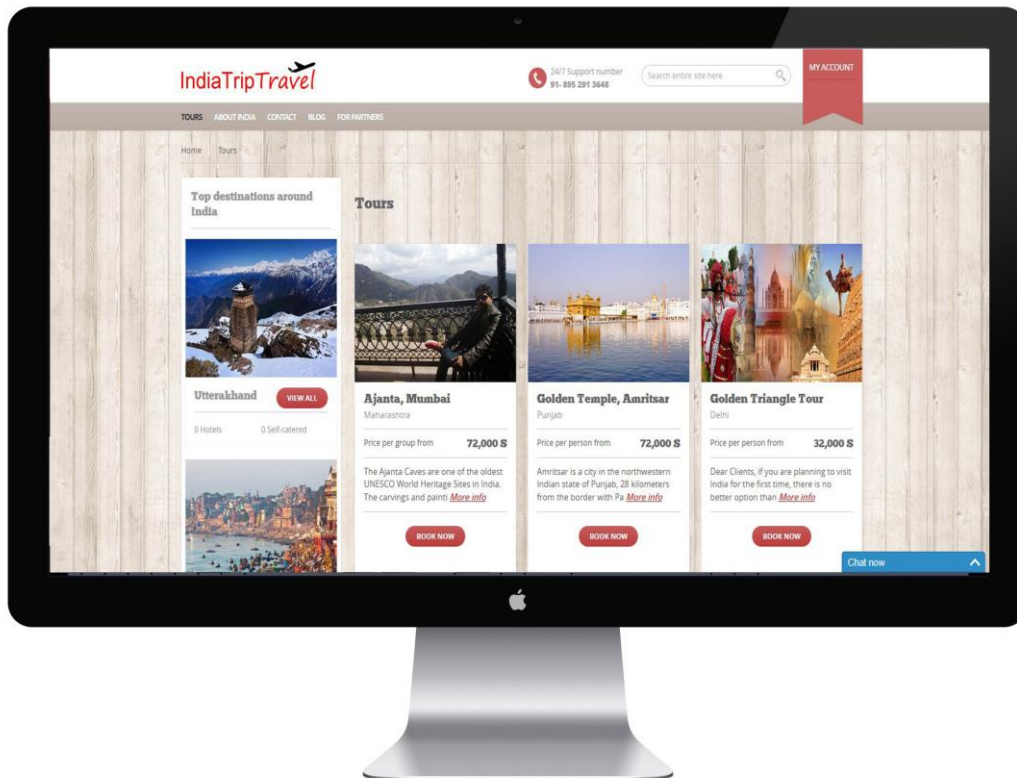 IndiaTripTravel
24/7 Support number
91- 895 291 3648
Search entire site here
MY ACCOUNT
TOURS ABOUT INDIA CONTACT BLOG FOR PARTNERS
Home Tours
Top destinations around
India
Utterakhand VIEW ALL
0 Hotels 0 Self-catered
Tours
Ajanta, Mumbai
Maharashtra
Price per group from 72,000 S
The Ajanta Caves are one of the oldest
UNESCO World Heritage Sites in India.
The carvings and painti More info
BOOK NOW
Golden Temple, Amritsar
Punjab
Price per person from 72,000 S
Amritsar is a city in the northwestern
Indian state of Punjab, 28 kilometers
from the border with Pa More info
BOOK NOW
Golden Triangle Tour
Delhi
Price per person from 32,000 S
Dear Clients, if you are planning to visit
India for the first time, there is no
better option than More info
BOOK NOW
Chat now